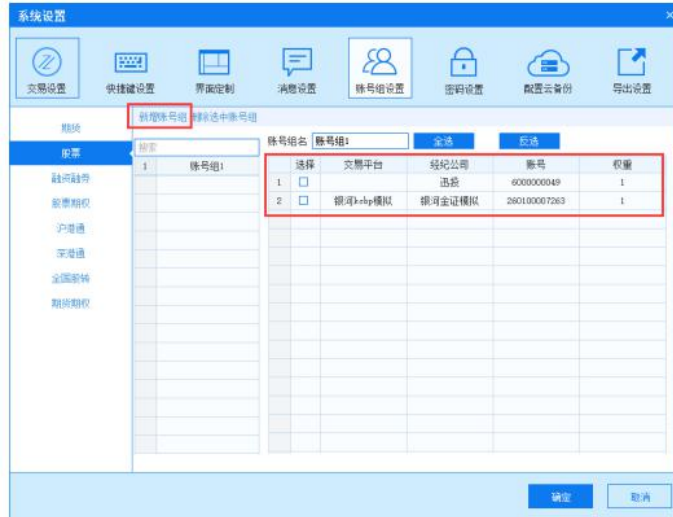 系统设置
交易设置 快捷键设置 界面定制 消息设置 账号组设置 密码设置 配置云备份 导出设置
期货
股票
融资融券
股票期权
沪港通
深港通
全国股转
期货期权
新增账号组 删除选中账号组
搜索
1 账号组1
账号组名 账号组1 全选 反选
选择 交易平台 经纪公司 账号 权重
1 迅投 6000000049 1
2 银河kcbp模拟 银河金证模拟 260100007263 1
确定 取消